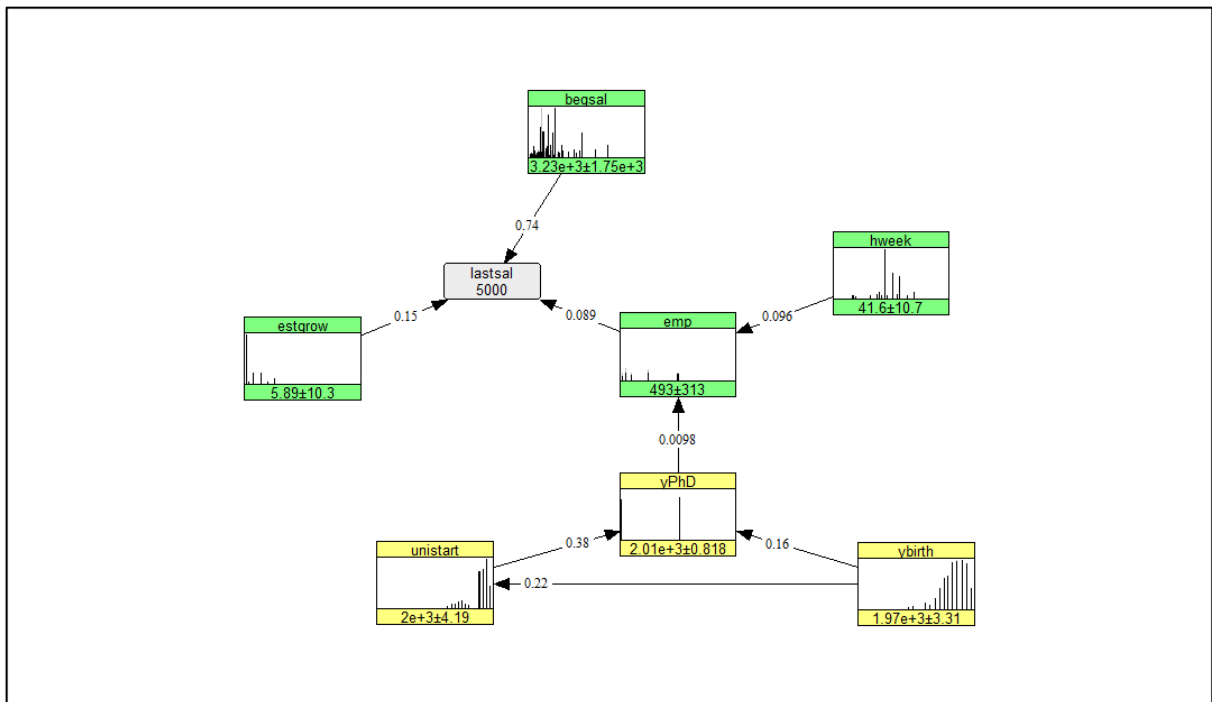 begsal
3.23e+3±1.75e+3
0.74
hweek
41.6±10.7
lastsal
5000
0.15
0.089
0.096
estgrow
5.89±10.3
emp
493±313
0.0098
yPhD
2.01e+3±0.818
0.38
0.16
unistart
2e+3±4.19
0.22
ybirth
1.97e+3±3.31